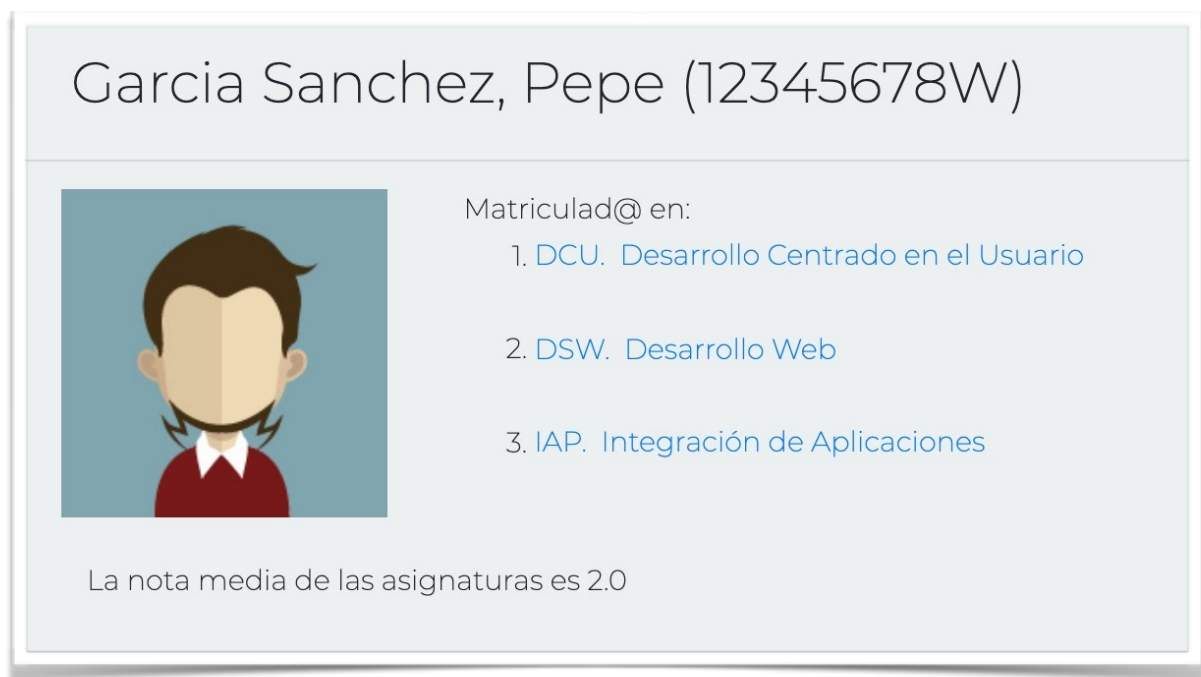 Garcia Sanchez, Pepe (12345678W)
Matriculad@ en:
1. DCU. Desarrollo Centrado en el Usuario
2. DSW. Desarrollo Web
3. IAP. Integración de Aplicaciones
La nota media de las asignaturas es 2.0